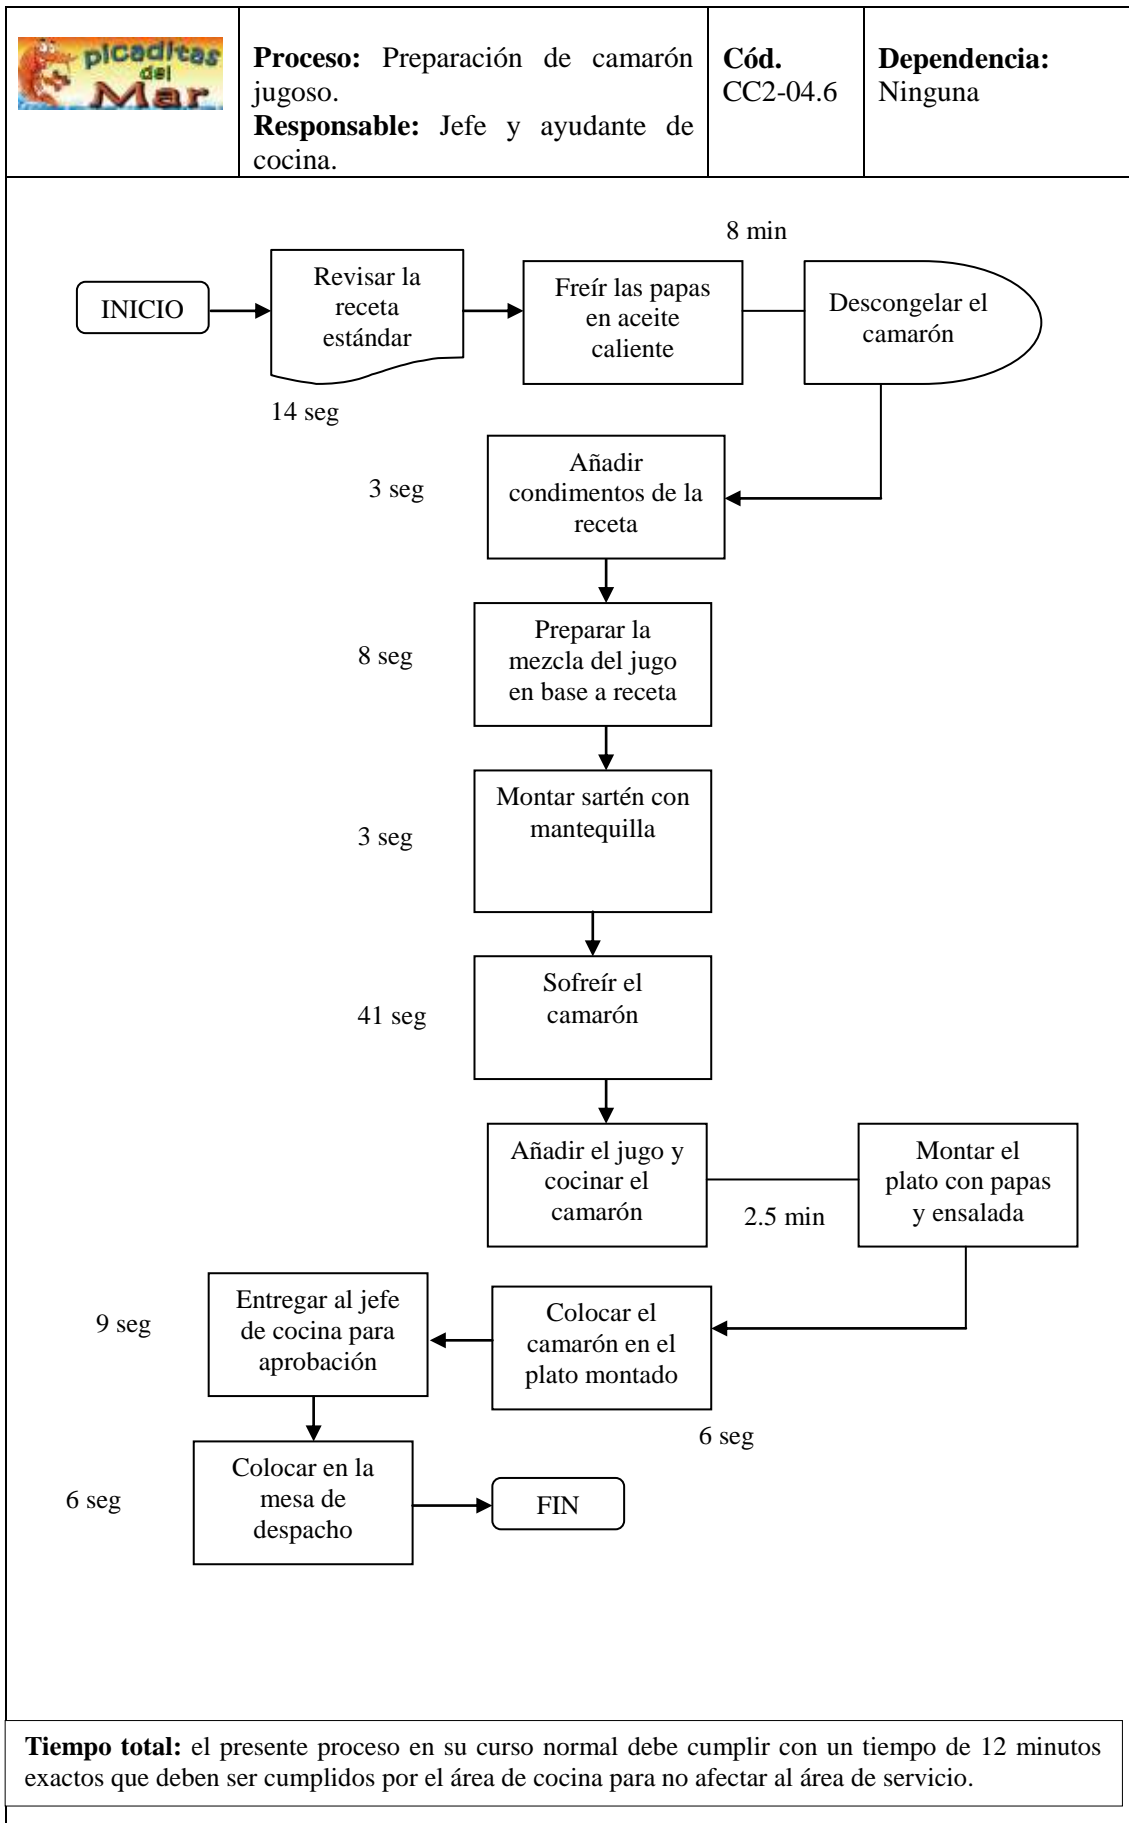 picaditas
del
Mar
Proceso: Preparación de camarón
jugoso.
Responsable: Jefe y ayudante de
cocina.
Cód.
CC2-04.6
Dependencia:
Ninguna
8 min
INICIO
Revisar la
receta
estándar
Freír las papas
en aceite
caliente
Descongelar el
camarón
14 seg
3 seg
Añadir
condimentos de la
receta
8 seg
Preparar la
mezcla del jugo
en base a receta
3 seg
Montar sartén con
mantequilla
41 seg
Sofreír el
camarón
Añadir el jugo y
cocinar el
camarón
2.5 min
Montar el
plato con papas
y ensalada
9 seg
Entregar al jefe
de cocina para
aprobación
Colocar el
camarón en el
plato montado
6 seg
6 seg
Colocar en la
mesa de
despacho
FIN
Tiempo total: el presente proceso en su curso normal debe cumplir con un tiempo de 12 minutos
exactos que deben ser cumplidos por el área de cocina para no afectar al área de servicio.